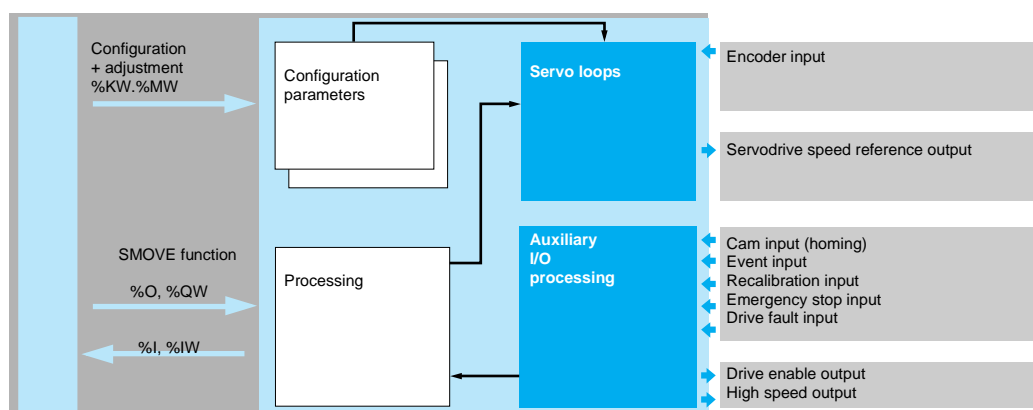 Configuration
+ adjustment
%KW.%MW
Configuration
parameters
Servo loops
Encoder input
Servodrive speed reference output
SMOVE function
%O, %QW
%I, %IW
Processing
Auxiliary
I/O
processing
Cam input (homing)
Event input
Recalibration input
Emergency stop input
Drive fault input
Drive enable output
High speed output